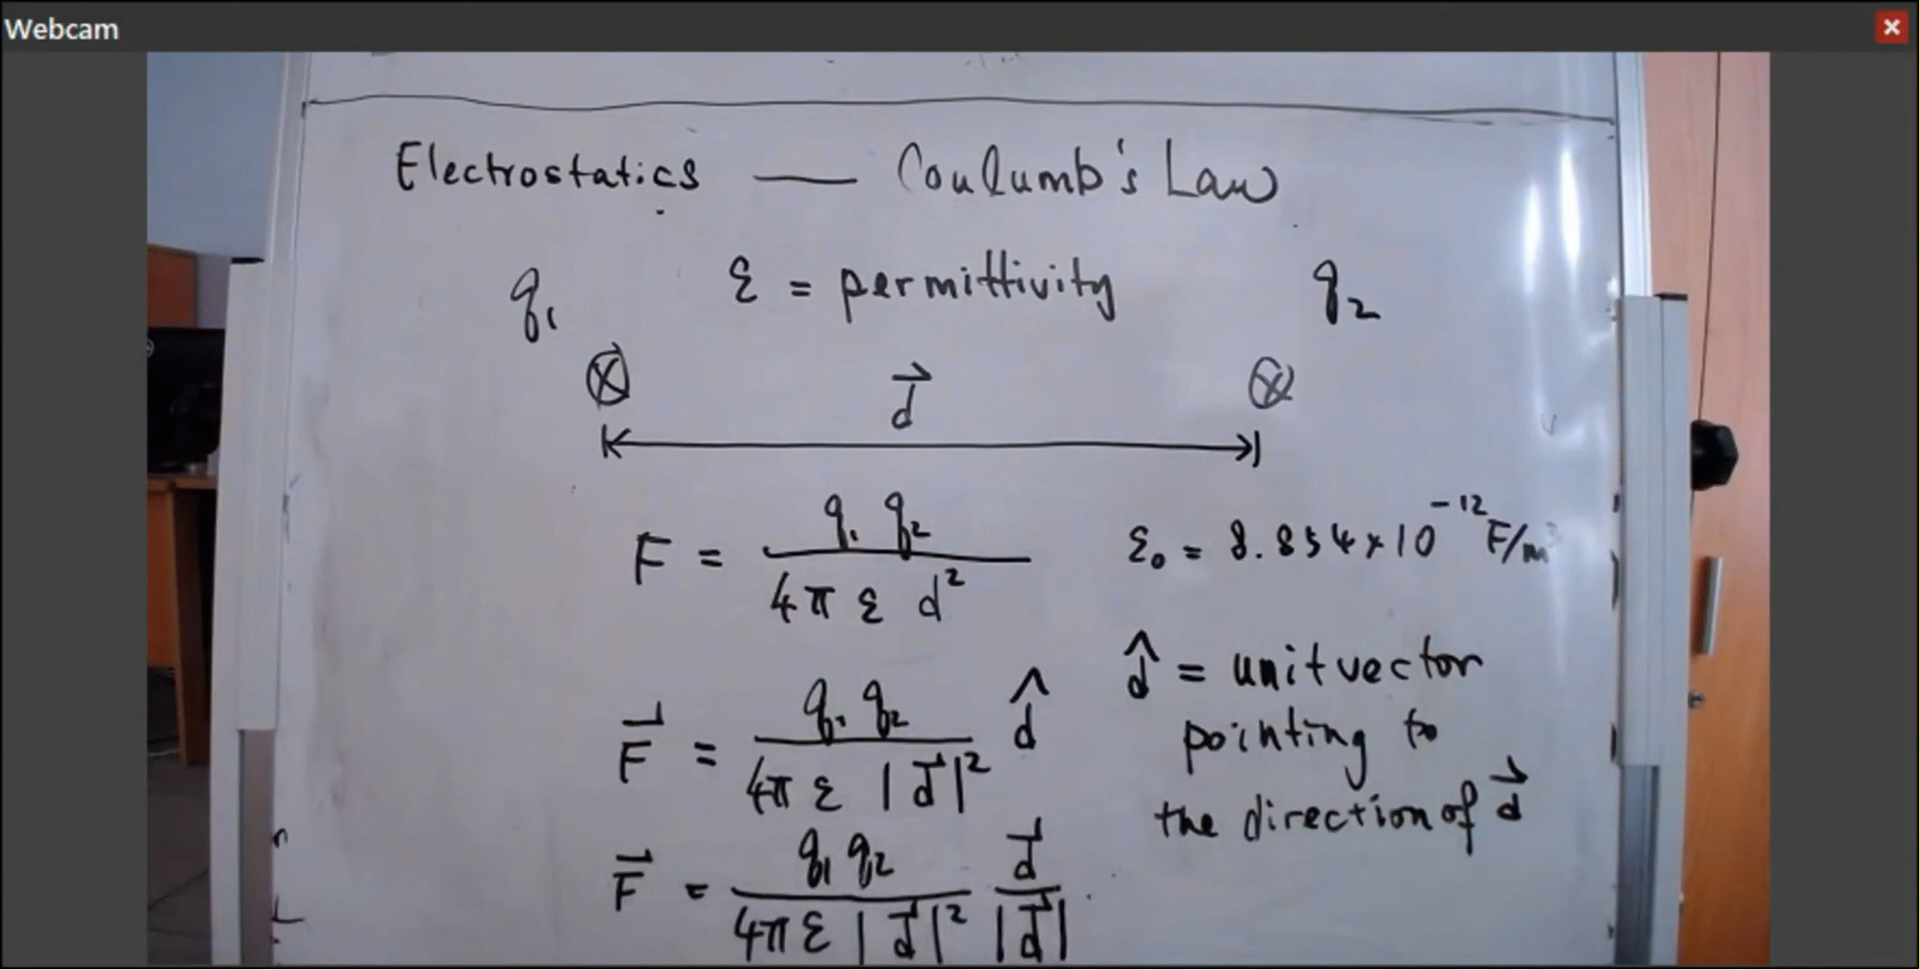 Webcam
Electrostatics — Coulumb's Law
q₁ ε = permittivity q₂
d⃗
F = q₁ q₂ / 4π ε d²
ε₀ = 8.854 × 10⁻¹² F/m
F⃗ = q₁ q₂ / 4π ε |d⃗|² d̂
d̂ = unit vector
pointing to
the direction of d⃗
F⃗ = q₁ q₂ / 4π ε |d⃗|² d⃗ / |d⃗|